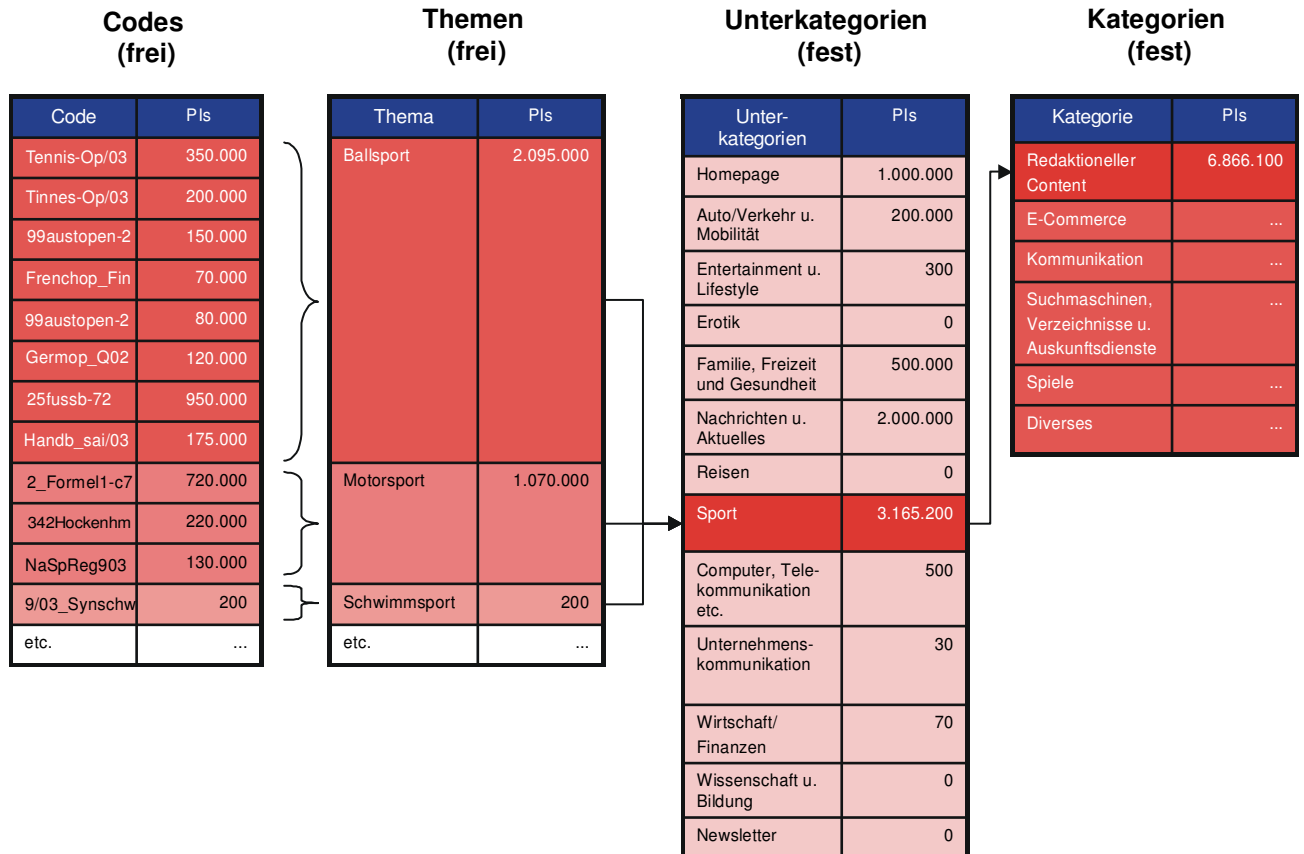 Codes
(frei)
Themen
(frei)
Unterkategorien
(fest)
Kategorien
(fest)
Code PIs
Tennis-Op/03 350.000
Tinnes-Op/03 200.000
99austopen-2 150.000
Frenchop_Fin 70.000
99austopen-2 80.000
Germop_Q02 120.000
25fussb-72 950.000
Handb_sai/03 175.000
2_Formel1-c7 720.000
342Hockenhm 220.000
NaSpReg903 130.000
9/03_Synschw 200
etc. ...
Thema PIs
Ballsport 2.095.000
Motorsport 1.070.000
Schwimmsport 200
etc. ...
Unter- PIs
kategorien
Homepage 1.000.000
Auto/Verkehr u. 200.000
Mobilität
Entertainment u. 300
Lifestyle
Erotik 0
Familie, Freizeit 500.000
und Gesundheit
Nachrichten u. 2.000.000
Aktuelles
Reisen 0
Sport 3.165.200
Computer, Tele- 500
kommunikation
etc.
Unternehmens- 30
kommunikation
Wirtschaft/ 70
Finanzen
Wissenschaft u. 0
Bildung
Newsletter 0
Kategorie PIs
Redaktioneller 6.866.100
Content
E-Commerce ...
Kommunikation ...
Suchmaschinen, ...
Verzeichnisse u.
Auskunftsdienste
Spiele ...
Diverses ...